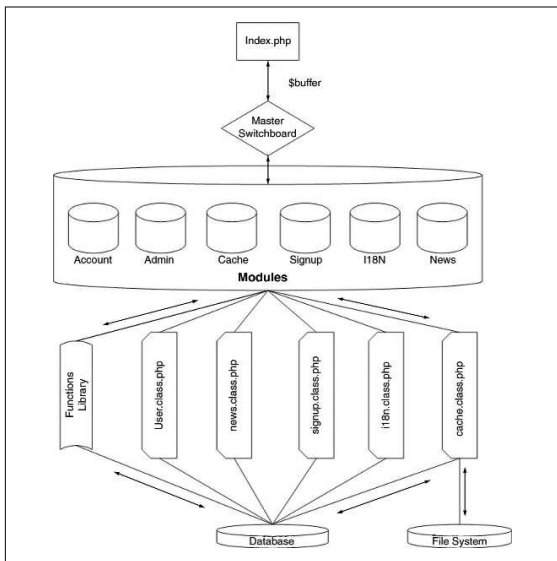 Index.php
$buffer
Master
Switchboard
Account
Admin
Cache
Signup
I18N
News
Modules
Functions
Library
User.class.php
news.class.php
signup.class.php
i18n.class.php
cache.class.php
Database
File System